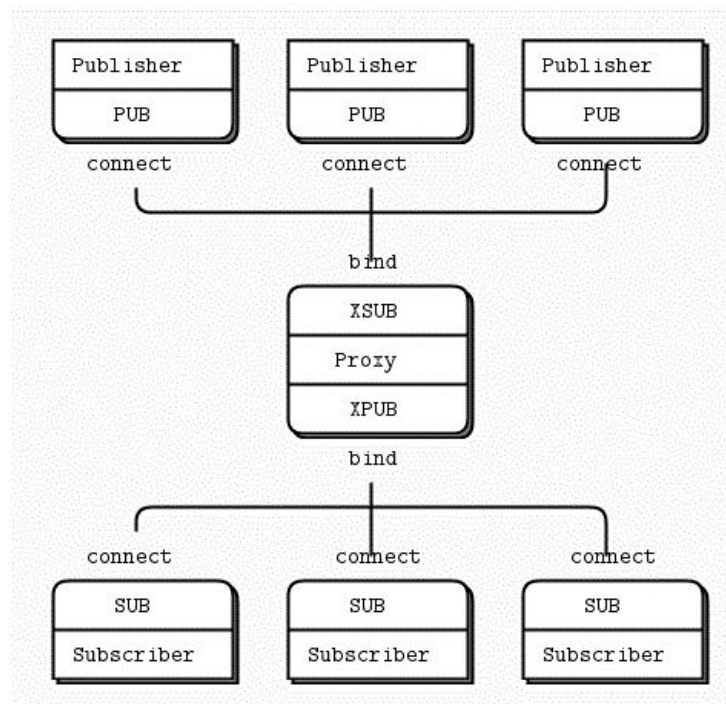 Publisher Publisher Publisher
PUB PUB PUB
connect connect connect
bind
XSUB
Proxy
XPUB
bind
connect connect connect
SUB SUB SUB
Subscriber Subscriber Subscriber